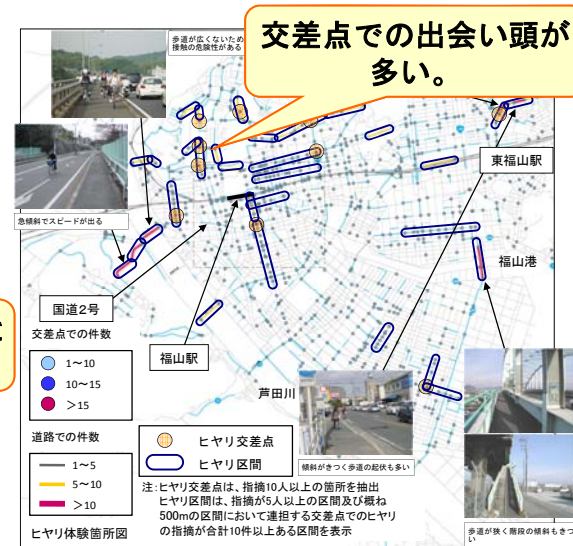 歩道が広くないため
接触の危険性がある
交差点での出会い頭が
多い。
急傾斜でスピードが出る
東福山駅
福山港
国道2号
福山駅
芦田川
交差点での件数
1～10
10～15
＞15
道路での件数
1～5
5～10
＞10
ヒヤリ体験箇所図
ヒヤリ交差点
ヒヤリ区間
注：ヒヤリ交差点は、指摘10人以上の箇所を抽出
ヒヤリ区間は、指摘が5人以上の区間及び概ね
500mの区間において連担する交差点でのヒヤリ
の指摘が合計10件以上ある区間を表示
傾斜がきつく歩道の起伏も多い
歩道が狭く階段の傾斜もきつ
い